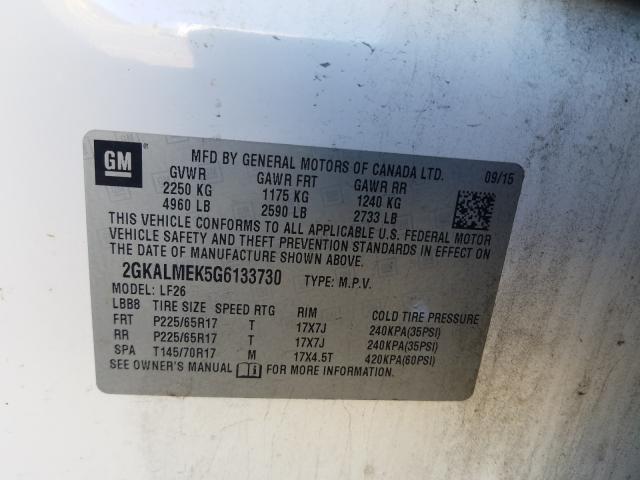 GM
MFD BY GENERAL MOTORS OF CANADA LTD. 09/15
GVWR GAWR FRT GAWR RR
2250 KG 1175 KG 1240 KG
4960 LB 2590 LB 2733 LB
THIS VEHICLE CONFORMS TO ALL APPLICABLE U.S. FEDERAL MOTOR
VEHICLE SAFETY AND THEFT PREVENTION STANDARDS IN EFFECT ON
THE DATE OF MANUFACTURE SHOWN ABOVE.
2GKALMEK5G6133730 TYPE: M.P.V.
MODEL: LF26
LBB8 TIRE SIZE SPEED RTG RIM COLD TIRE PRESSURE
FRT P225/65R17 T 17X7J 240KPA(35PSI)
RR P225/65R17 T 17X7J 240KPA(35PSI)
SPA T145/70R17 M 17X4.5T 420KPA(60PSI)
SEE OWNER'S MANUAL FOR MORE INFORMATION.